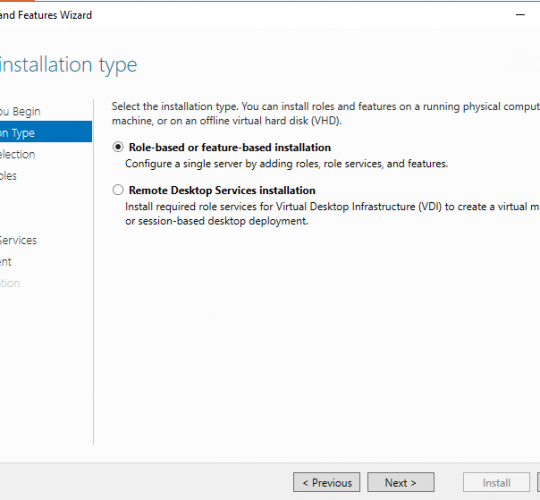 and Features Wizard
installation type
ou Begin
on Type
election
oles
Services
ent
tion
Select the installation type. You can install roles and features on a running physical comput
machine, or on an offline virtual hard disk (VHD).
Role-based or feature-based installation
Configure a single server by adding roles, role services, and features.
Remote Desktop Services installation
Install required role services for Virtual Desktop Infrastructure (VDI) to create a virtual m
or session-based desktop deployment.
< Previous
Next >
Install